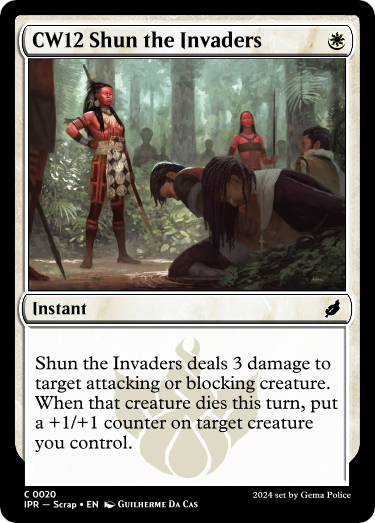 CW12 Shun the Invaders
Instant
Shun the Invaders deals 3 damage to
target attacking or blocking creature.
When that creature dies this turn, put
a +1/+1 counter on target creature
you control.
C 0020
IPR — Scrap • EN Guilherme Da Cas
2024 set by Gema Police